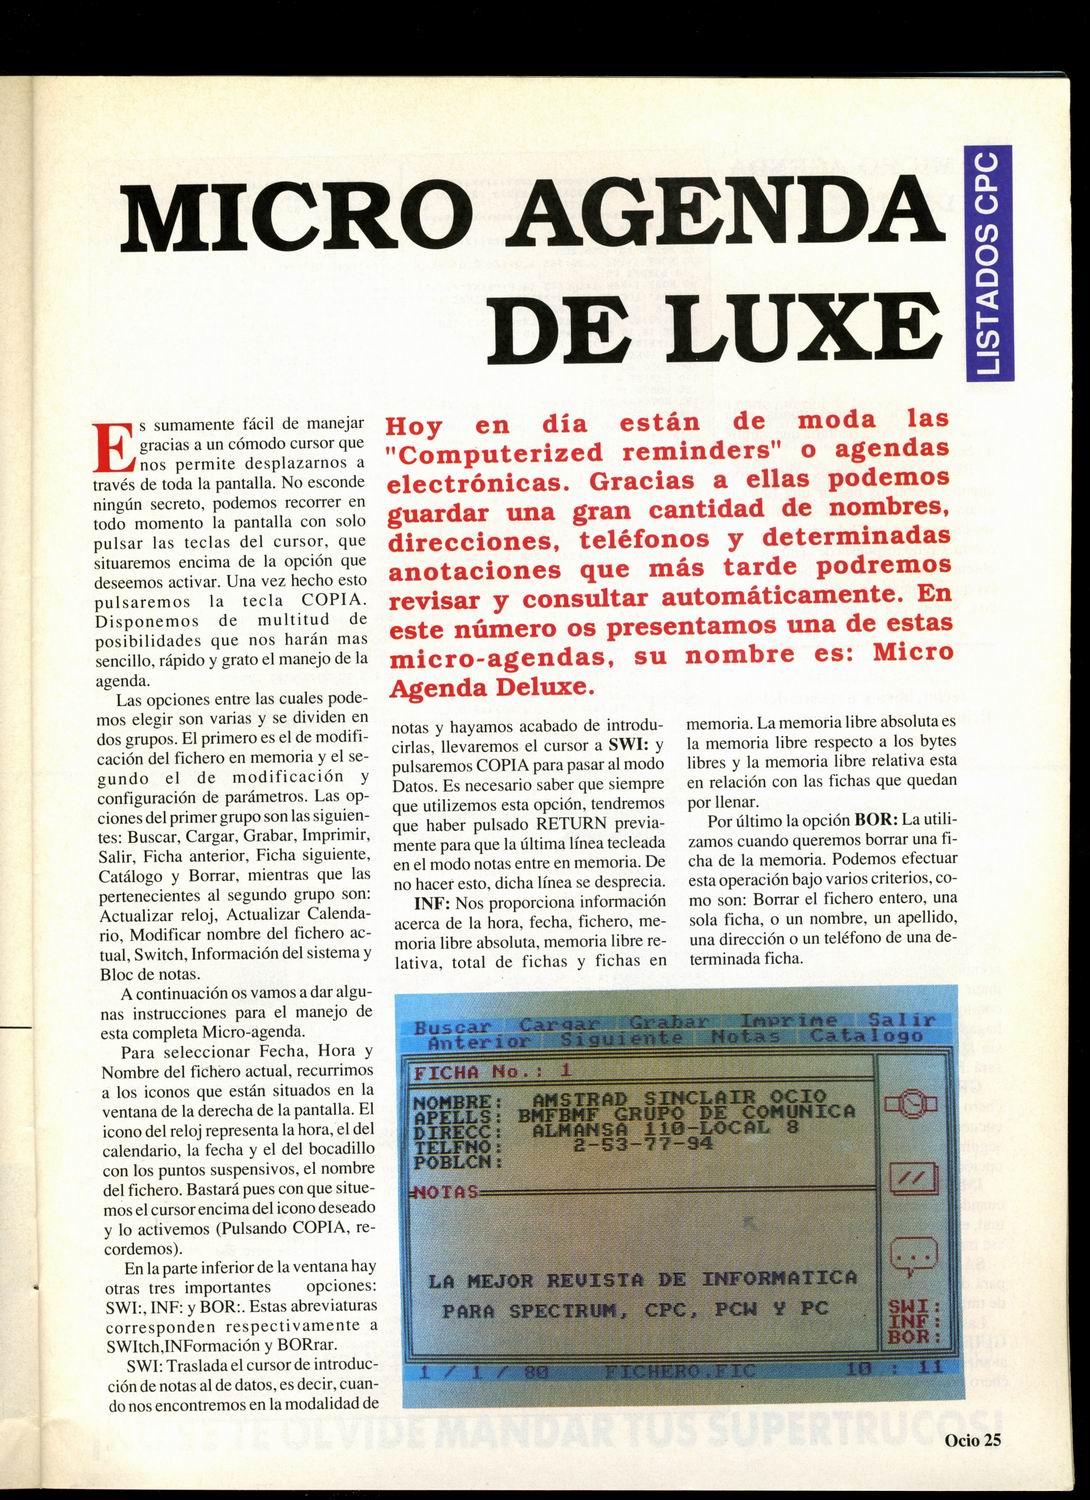 MICRO AGENDA
DE LUXE
LISTADOS CPC
Hoy en día están de moda las
"Computerized reminders" o agendas
electrónicas. Gracias a ellas podemos
guardar una gran cantidad de nombres,
direcciones, teléfonos y determinadas
anotaciones que más tarde podremos
revisar y consultar automáticamente. En
este número os presentamos una de estas
micro-agendas, su nombre es: Micro
Agenda Deluxe.
Es sumamente fácil de manejar
gracias a un cómodo cursor que
nos permite desplazarnos a
través de toda la pantalla. No esconde
ningún secreto, podemos recorrer en
todo momento la pantalla con solo
pulsar las teclas del cursor, que
situaremos encima de la opción que
deseemos activar. Una vez hecho esto
pulsaremos la tecla COPIA.
Disponemos de multitud de
posibilidades que nos harán mas
sencillo, rápido y grato el manejo de la
agenda.
Las opciones entre las cuales pode-
mos elegir son varias y se dividen en
dos grupos. El primero es el de modifi-
cación del fichero en memoria y el se-
gundo el de modificación y
configuración de parámetros. Las op-
ciones del primer grupo son las siguien-
tes: Buscar, Cargar, Grabar, Imprimir,
Salir, Ficha anterior, Ficha siguiente,
Catálogo y Borrar, mientras que las
pertenecientes al segundo grupo son:
Actualizar reloj, Actualizar Calenda-
rio, Modificar nombre del fichero ac-
tual, Switch, Información del sistema y
Bloc de notas.
A continuación os vamos a dar algu-
nas instrucciones para el manejo de
esta completa Micro-agenda.
Para seleccionar Fecha, Hora y
Nombre del fichero actual, recurrimos
a los iconos que están situados en la
ventana de la derecha de la pantalla. El
icono del reloj representa la hora, el del
calendario, la fecha y el del bocadillo
con los puntos suspensivos, el nombre
del fichero. Bastará pues con que situe-
mos el cursor encima del icono deseado
y lo activemos (Pulsando COPIA, re-
cordemos).
En la parte inferior de la ventana hay
otras tres importantes opciones:
SWI:, INF: y BOR:. Estas abreviaturas
corresponden respectivamente a
SWItch,INFormación y BORrar.
SWI: Traslada el cursor de introduc-
ción de notas al de datos, es decir, cuan-
do nos encontremos en la modalidad de
notas y hayamos acabado de introdu-
cirlas, llevaremos el cursor a SWI: y
pulsaremos COPIA para pasar al modo
Datos. Es necesario saber que siempre
que utilizemos esta opción, tendremos
que haber pulsado RETURN previa-
mente para que la última línea tecleada
en el modo notas entre en memoria. De
no hacer esto, dicha línea se desprecia.
INF: Nos proporciona información
acerca de la hora, fecha, fichero, me-
moria libre absoluta, memoria libre re-
lativa, total de fichas y fichas en
memoria. La memoria libre absoluta es
la memoria libre respecto a los bytes
libres y la memoria libre relativa esta
en relación con las fichas que quedan
por llenar.
Por último la opción BOR: La utili-
zamos cuando queremos borrar una fi-
cha de la memoria. Podemos efectuar
esta operación bajo varios criterios, co-
mo son: Borrar el fichero entero, una
sola ficha, o un nombre, un apellido,
una dirección o un teléfono de una de-
terminada ficha.
Buscar Cargar Grabar Imprime Salir
Anterior Siguiente Notas Catalogo
FICHA No.: 1
NOMBRE: AMSTRAD SINCLAIR OCIO
APELLS: BMFBMF GRUPO DE COMUNICA
DIRECC: ALMANSA 110-LOCAL 8
TELFNO: 2-53-77-94
POBLCN:
NOTAS
LA MEJOR REVISTA DE INFORMATICA
PARA SPECTRUM, CPC, PCW Y PC
SWI:
INF:
BOR:
1 / 1 / 80 FICHERO.FIC 10 : 11
Ocio 25